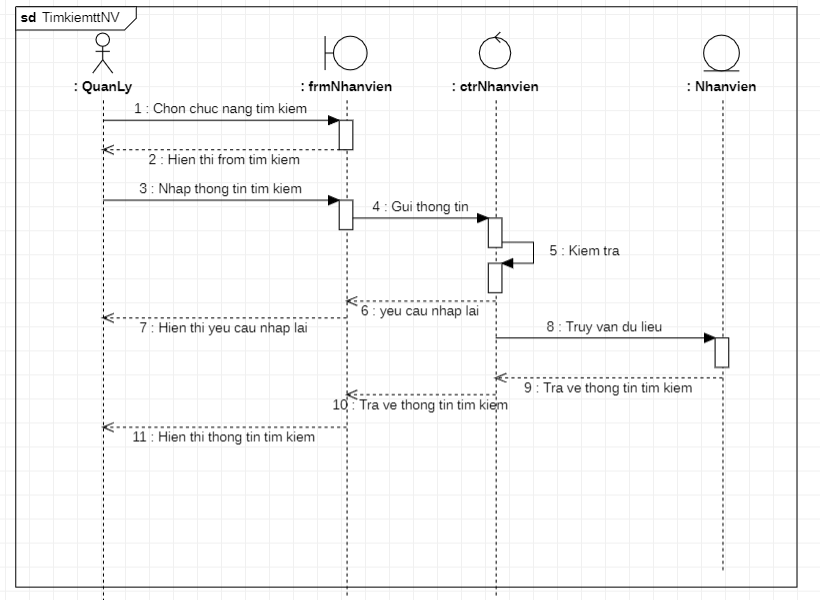 sd TimkiemttNV
: QuanLy
: frmNhanvien
: ctrNhanvien
: Nhanvien
1 : Chon chuc nang tim kiem
2 : Hien thi from tim kiem
3 : Nhap thong tin tim kiem
4 : Gui thong tin
5 : Kiem tra
6 : yeu cau nhap lai
7 : Hien thi yeu cau nhap lai
8 : Truy van du lieu
9 : Tra ve thong tin tim kiem
10 : Tra ve thong tin tim kiem
11 : Hien thi thong tin tim kiem